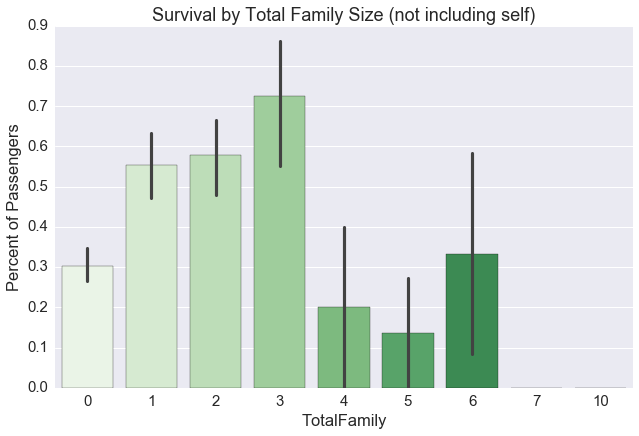 Survival by Total Family Size (not including self)
0.9
0.8
0.7
0.6
0.5
0.4
0.3
0.2
0.1
0.0
Percent of Passengers
0 1 2 3 4 5 6 7 10
TotalFamily